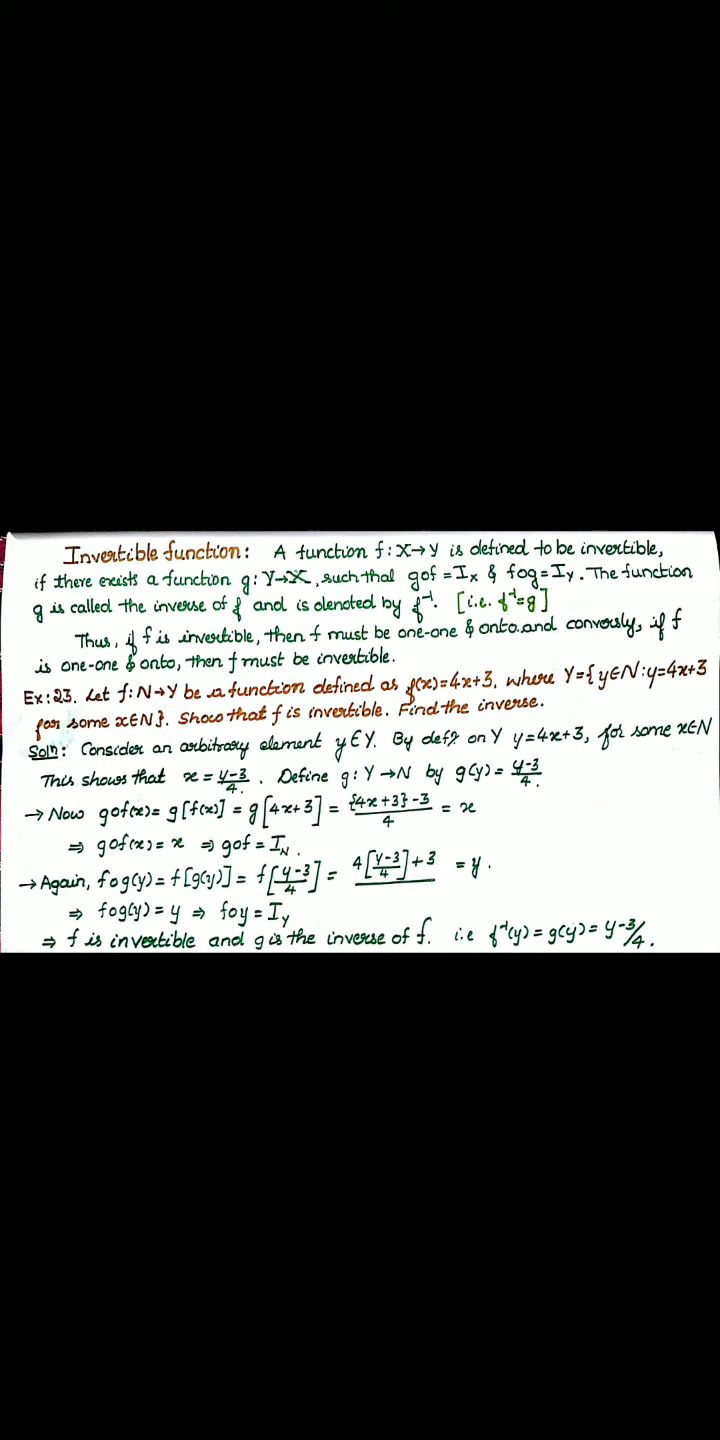 Invertible function: A function f: X→Y is defined to be invertible,
if there exists a function g: Y→X, such that gof = Iₓ & fog = I_Y. The function
g is called the inverse of f and is denoted by f⁻¹. [i.e. f⁻¹=g]
Thus, if f is invertible, then f must be one-one & onto.and conversly, if f
is one-one & onto, then f must be invertible.
Ex: 23. Let f: N→Y be a function defined as f(x)=4x+3, where Y={y∈N: y=4x+3
for some x∈N}. Show that f is invertible. Find the inverse.
Soln: Consider an arbitrary element y∈Y. By defn on Y y=4x+3, for some x∈N
This shows that x = (y-3)/4. Define g: Y→N by g(y) = (y-3)/4.
→ Now gof(x) = g[f(x)] = g[4x+3] = ({4x+3}-3)/4 = x
⇒ gof(x) = x ⇒ gof = I_N.
→ Again, fog(y) = f[g(y)] = f[(y-3)/4] = 4[(y-3)/4]+3 = y.
⇒ fog(y) = y ⇒ foy = I_Y
⇒ f is invertible and g is the inverse of f. i.e f⁻¹(y) = g(y) = y-3/4.